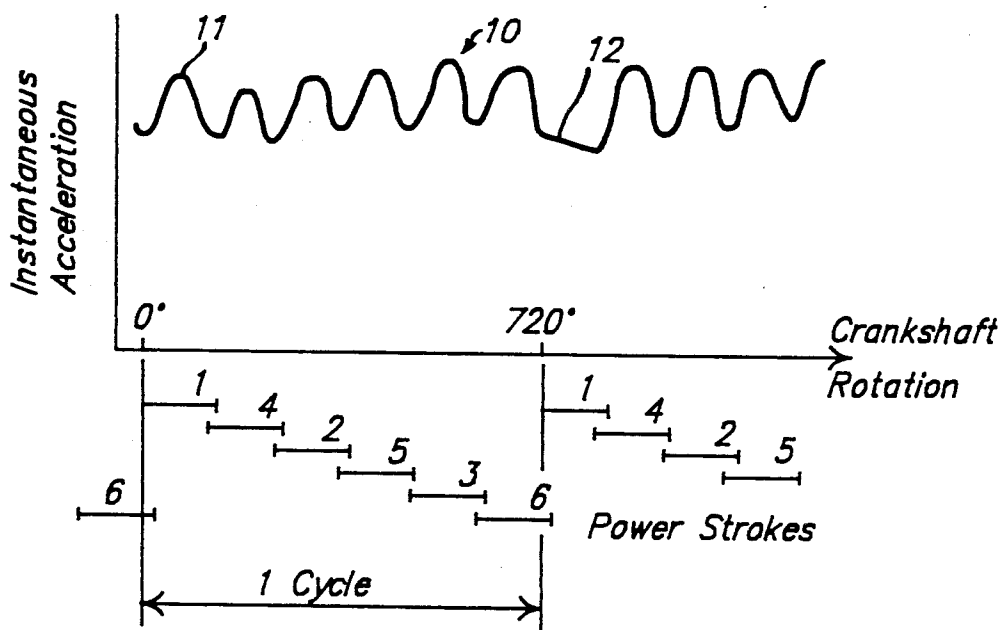 11
10
12
Instantaneous
Acceleration
0°
720°
Crankshaft
Rotation
1
4
2
5
3
6
6
1
4
2
5
Power Strokes
1 Cycle